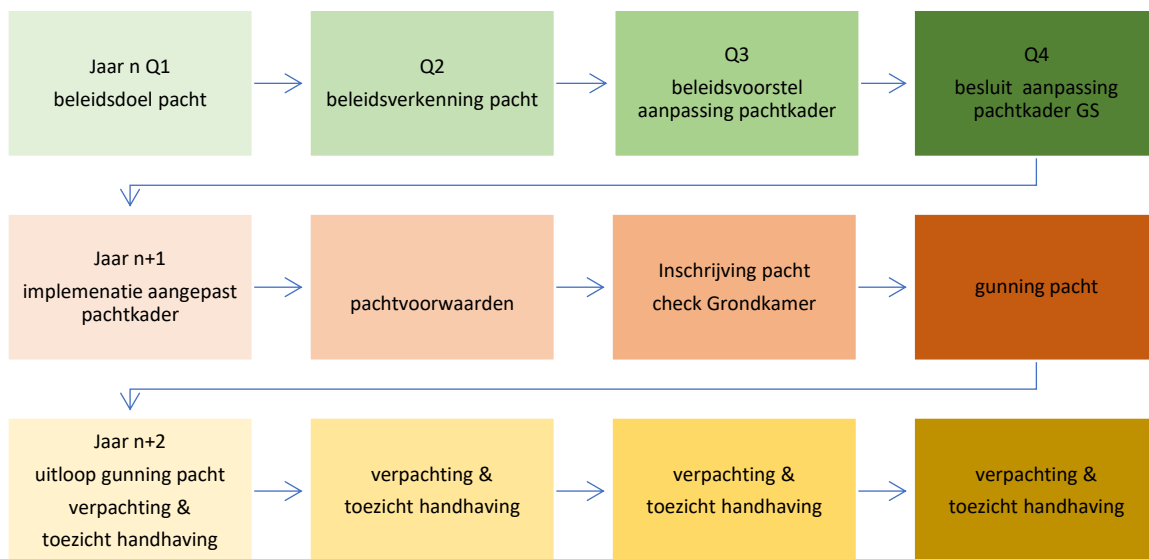 Jaar n Q1
beleidsdoel pacht
Q2
beleidsverkenning pacht
Q3
beleidsvoorstel
aanpassing pachtkader
Q4
besluit aanpassing
pachtkader GS
Jaar n+1
implemenatie aangepast
pachtkader
pachtvoorwaarden
Inschrijving pacht
check Grondkamer
gunning pacht
Jaar n+2
uitloop gunning pacht
verpachting &
toezicht handhaving
verpachting &
toezicht handhaving
verpachting &
toezicht handhaving
verpachting &
toezicht handhaving